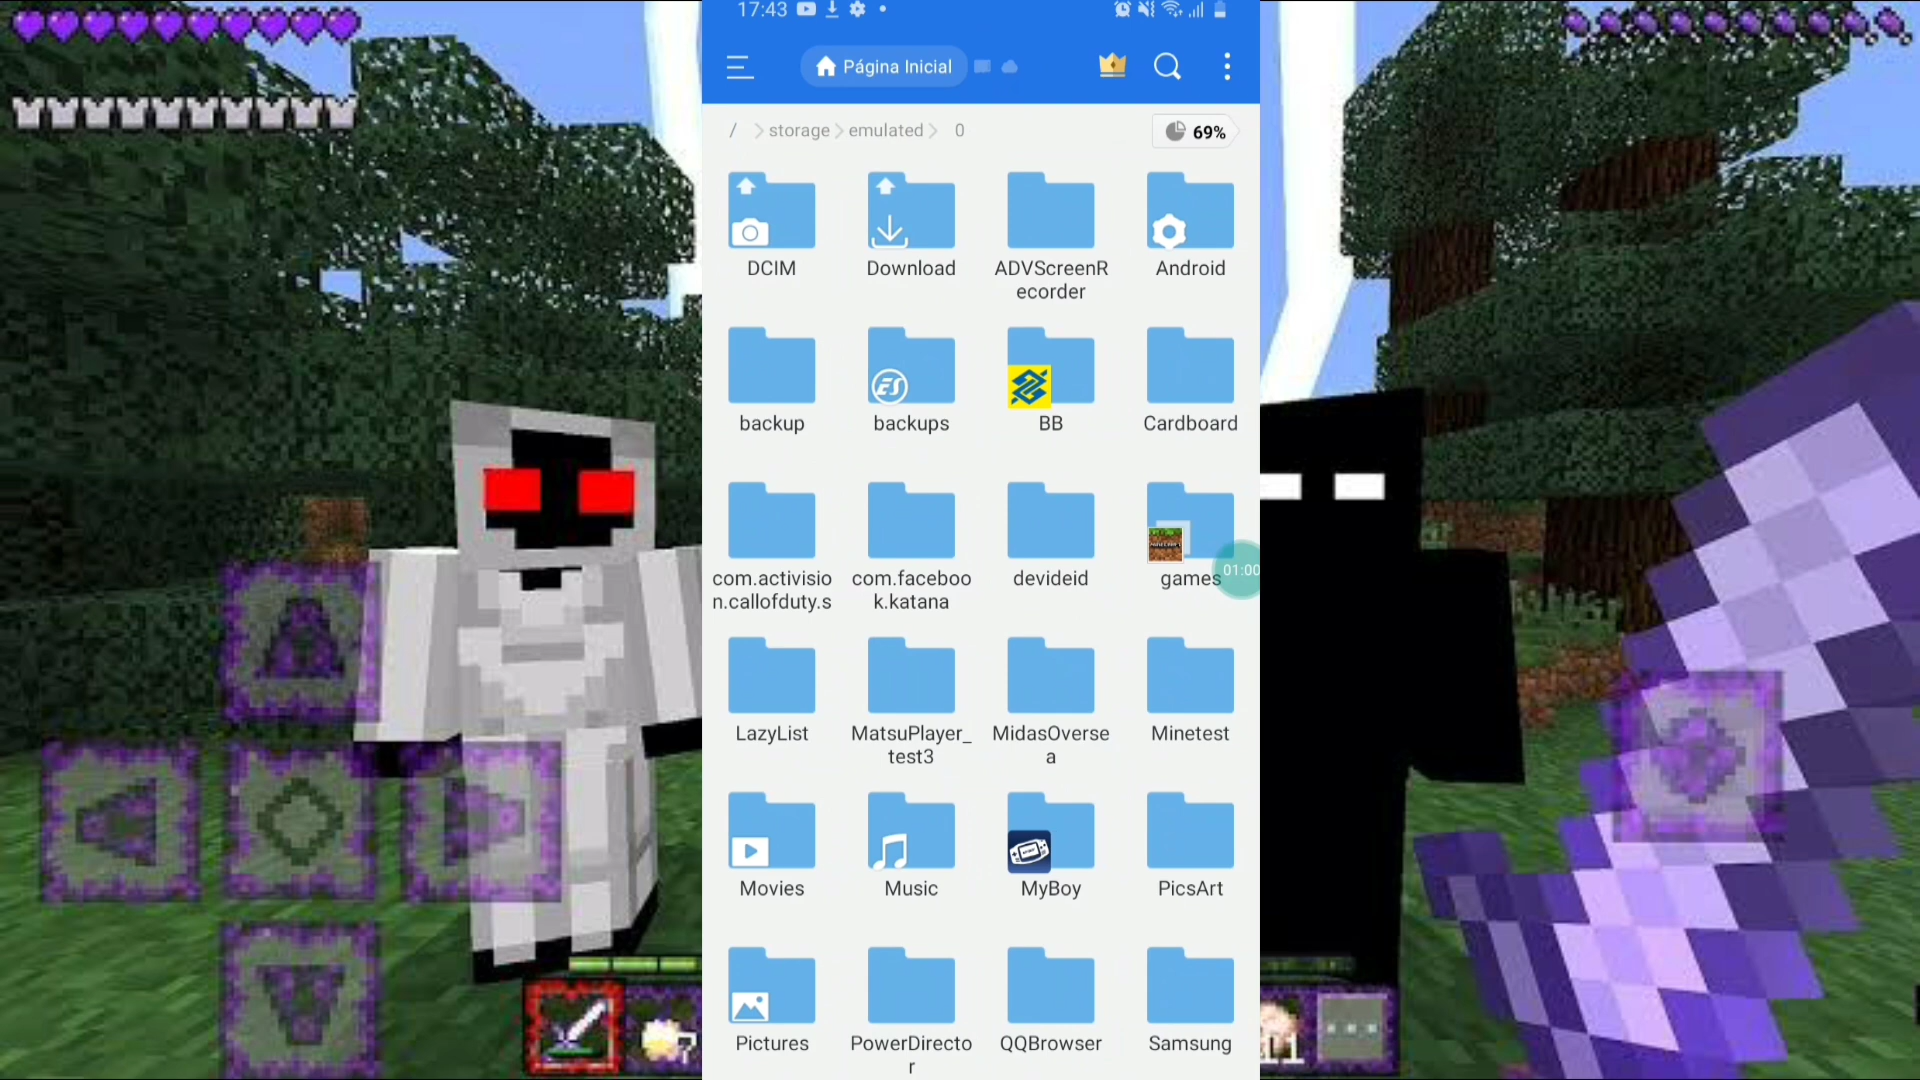 17:43
Página Inicial
/ storage emulated 0
69%
DCIM
Download
ADVScreenR
ecorder
Android
backup
backups
BB
Cardboard
com.activisio
n.callofduty.s
com.faceboo
k.katana
devideid
games
01:00
LazyList
MatsuPlayer_
test3
MidasOverse
a
Minetest
Movies
Music
MyBoy
PicsArt
Pictures
PowerDirecto
r
QQBrowser
Samsung